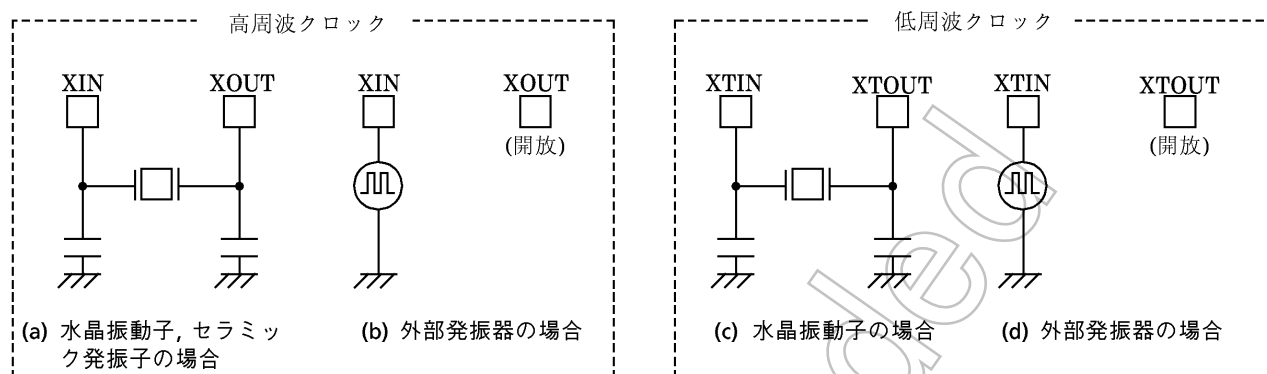 高周波クロック
XIN
XOUT
XIN
XOUT
(開放)
(a) 水晶振動子, セラミッ
ク発振子の場合
(b) 外部発振器の場合
低周波クロック
XTIN
XTOUT
XTIN
XTOUT
(開放)
(c) 水晶振動子の場合
(d) 外部発振器の場合
ded